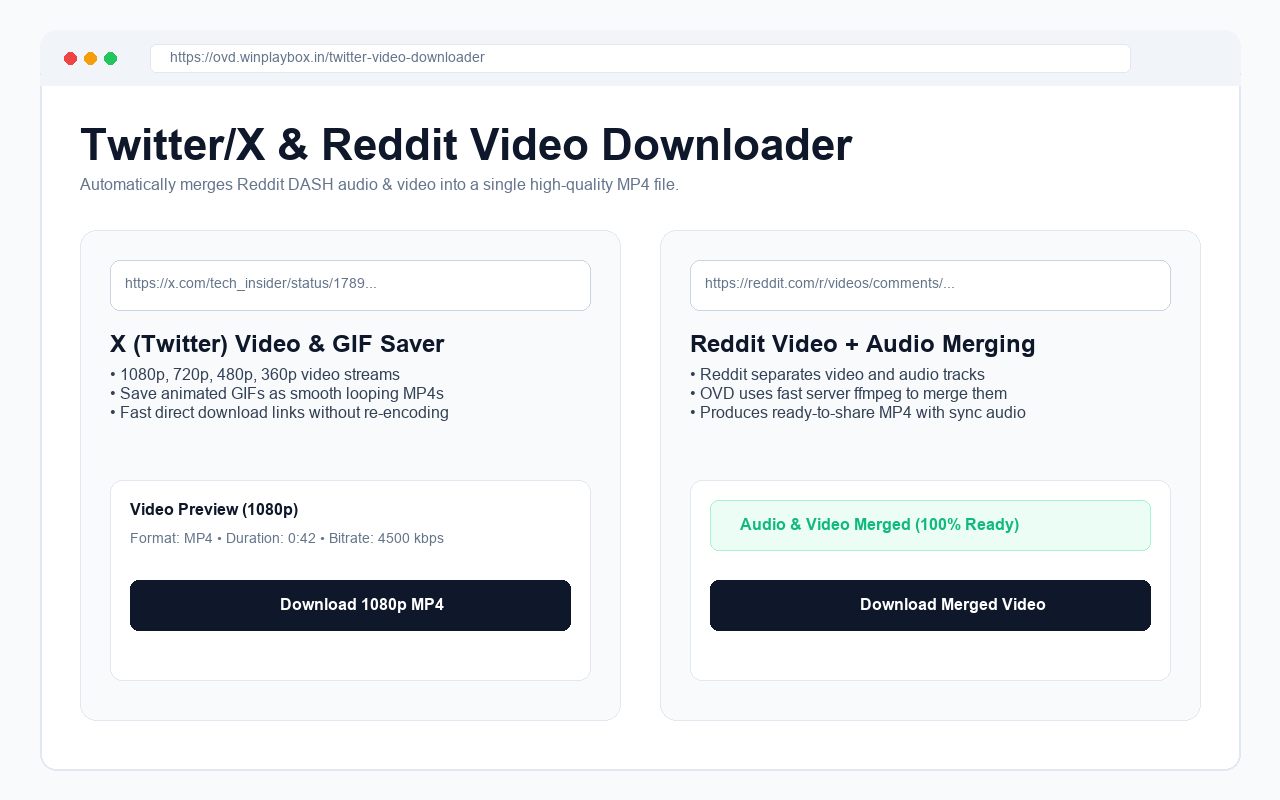 https://ovd.winplaybox.in/twitter-video-downloader
Twitter/X & Reddit Video Downloader
Automatically merges Reddit DASH audio & video into a single high-quality MP4 file.
https://x.com/tech_insider/status/1789...
X (Twitter) Video & GIF Saver
• 1080p, 720p, 480p, 360p video streams
• Save animated GIFs as smooth looping MP4s
• Fast direct download links without re-encoding
Video Preview (1080p)
Format: MP4 • Duration: 0:42 • Bitrate: 4500 kbps
Download 1080p MP4
https://reddit.com/r/videos/comments/...
Reddit Video + Audio Merging
• Reddit separates video and audio tracks
• OVD uses fast server ffmpeg to merge them
• Produces ready-to-share MP4 with sync audio
Audio & Video Merged (100% Ready)
Download Merged Video